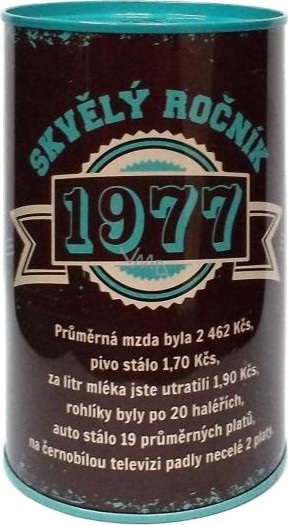 SKVĚLÝ ROČNÍK
1977
Průměrná mzda byla 2 462 Kčs,
pivo stálo 1,70 Kčs,
za litr mléka jste utratili 1,90 Kčs,
rohlíky byly po 20 haléřích,
auto stálo 19 průměrných platů,
na černobílou televizi padly necelé 2 platy.